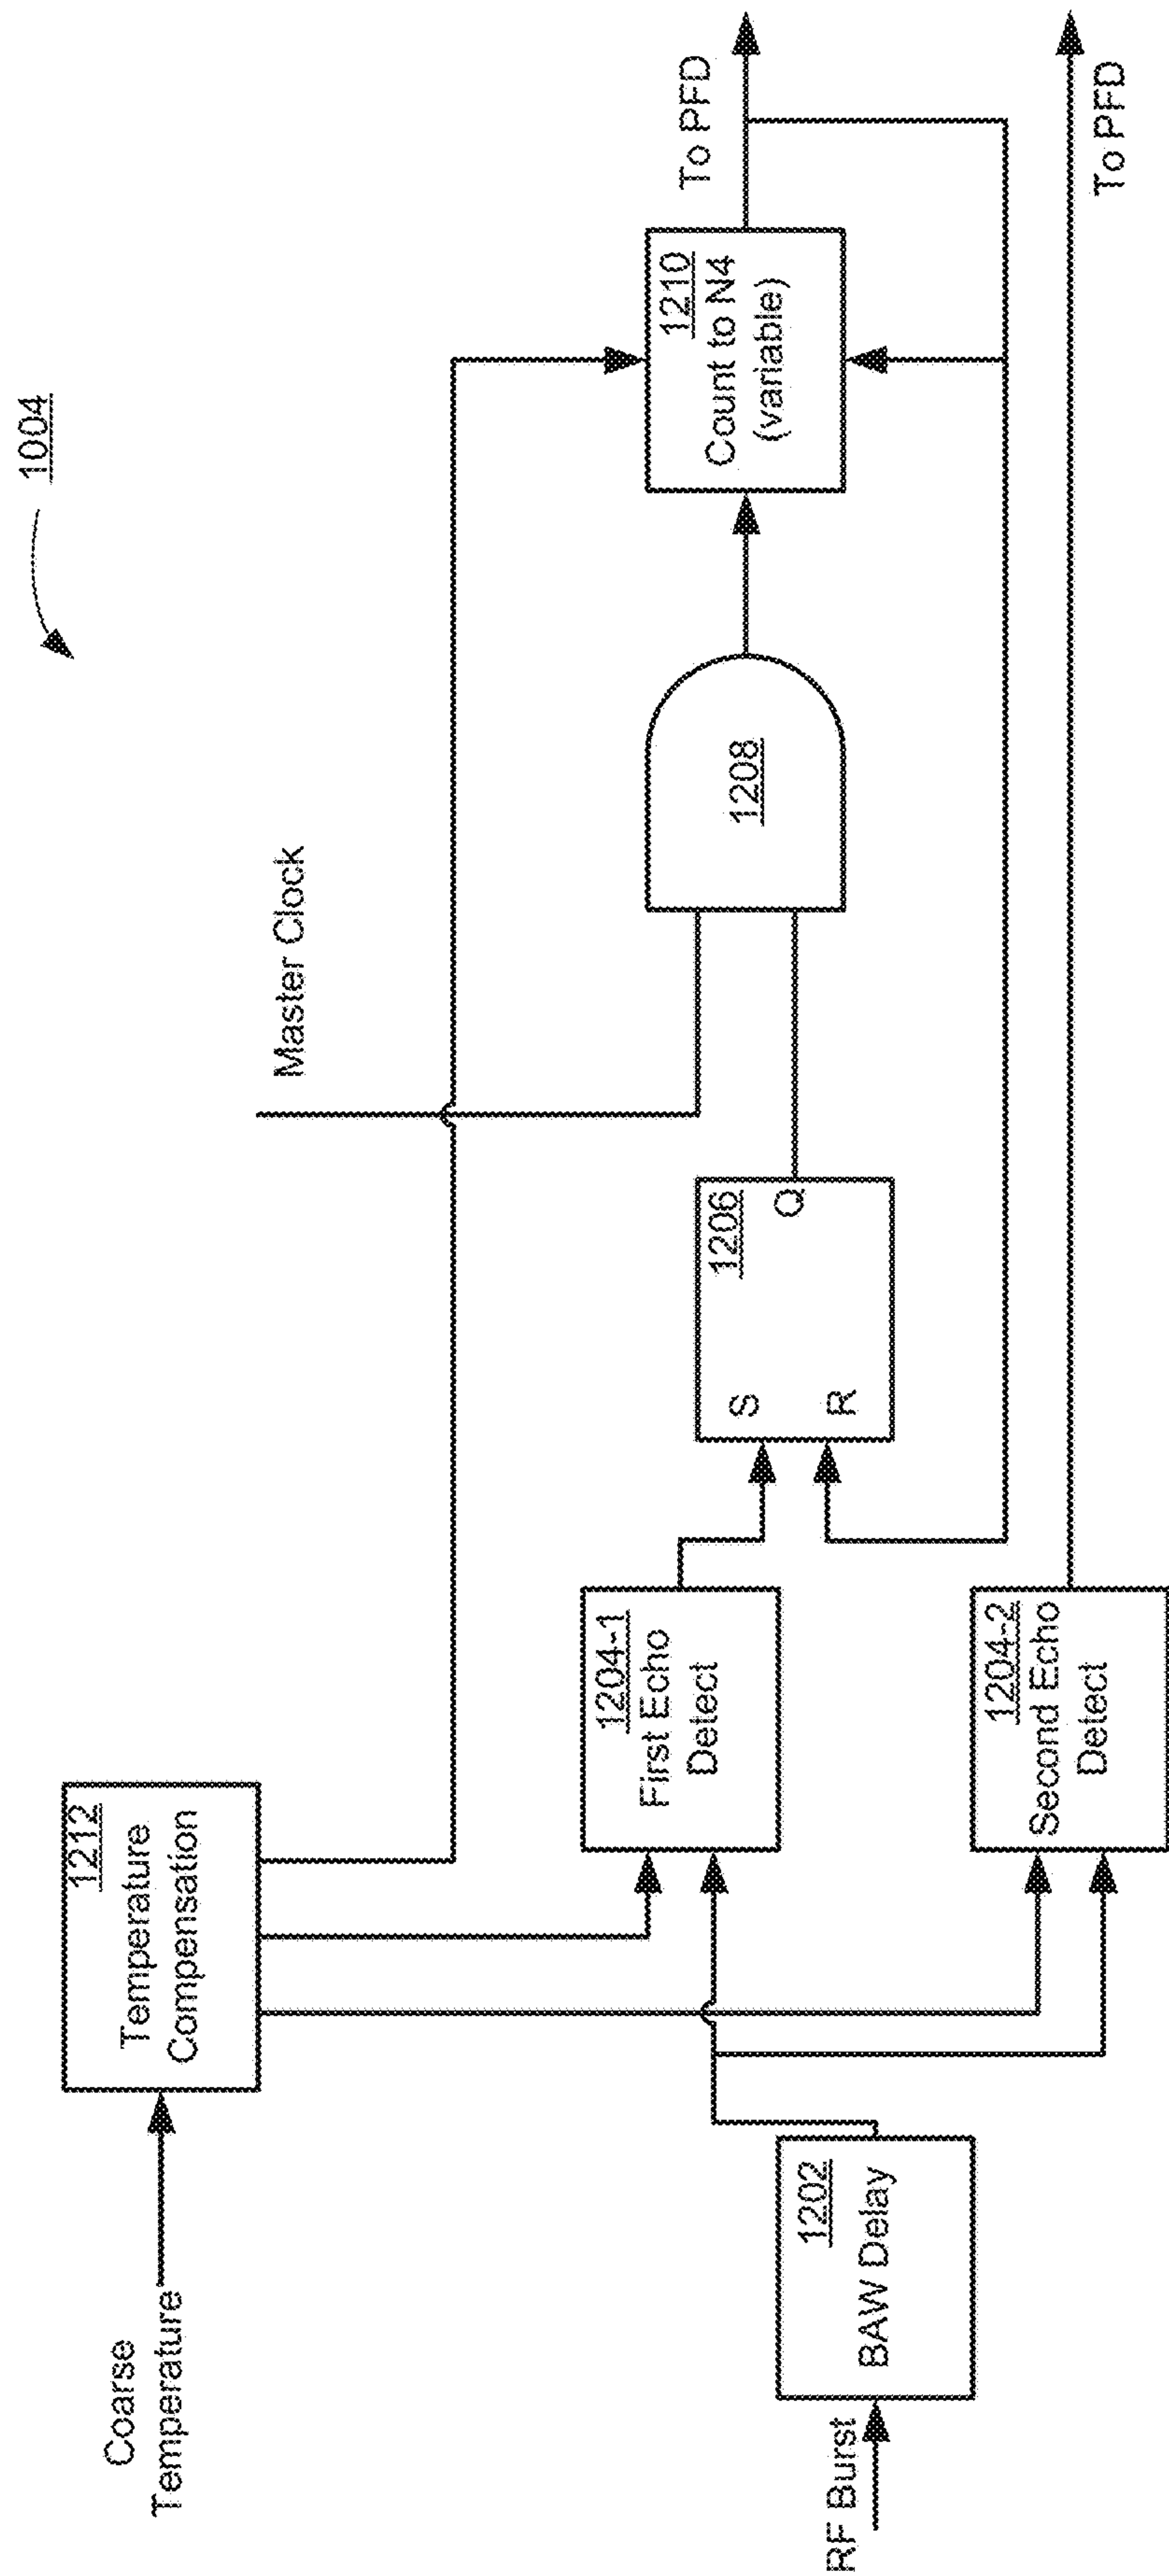 1004
Coarse
Temperature
1212
Temperature
Compensation
Master Clock
RF Burst
1202
BAW Delay
1204-1
First Echo
Detect
1204-2
Second Echo
Detect
1206
S
R
Q
1208
1210
Count to N4
(variable)
To PFD
To PFD